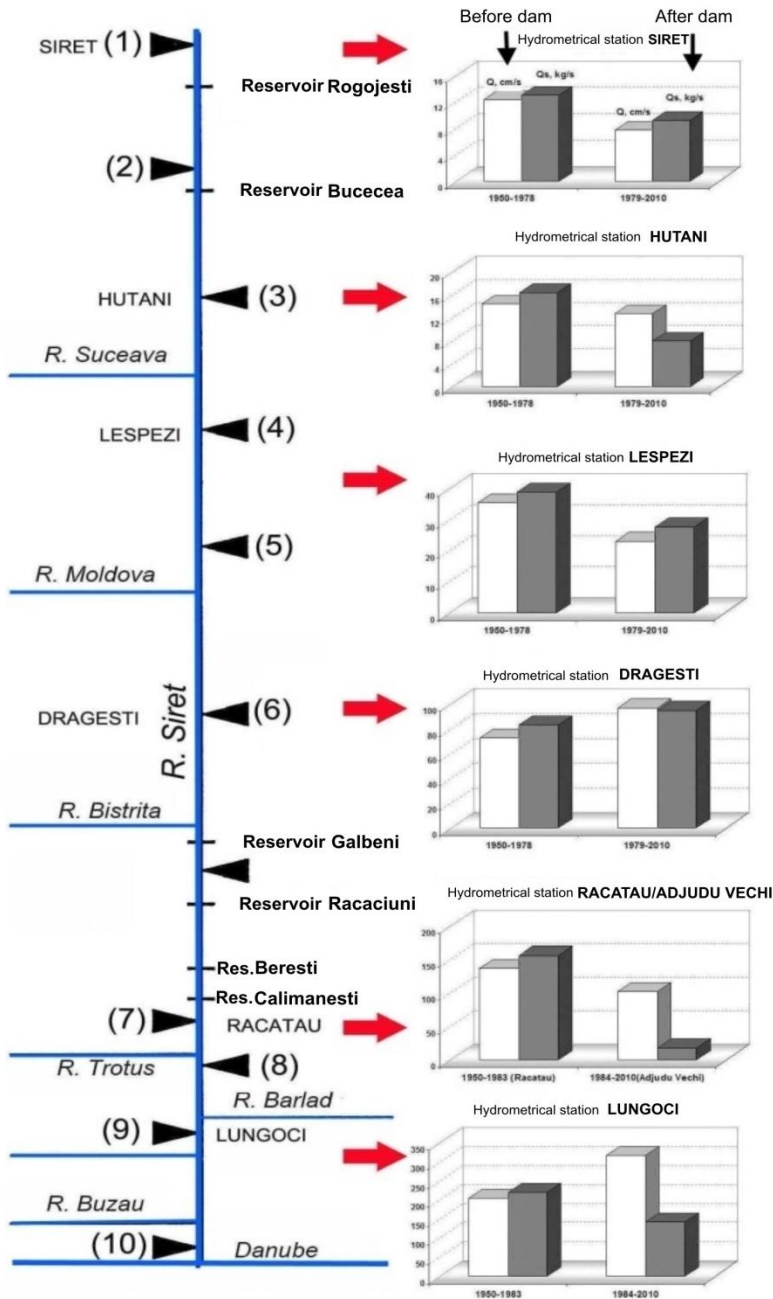 Before dam
After dam
SIRET (1)
Hydrometrical station SIRET
Q, cm/s
Qs, kg/s
Q, cm/s
Qs, kg/s
16
12
8
4
0
1950-1978
1979-2010
Reservoir Rogojesti
(2)
Reservoir Bucecea
Hydrometrical station HUTANI
20
16
12
8
4
0
1950-1978
1979-2010
HUTANI
(3)
R. Suceava
LESPEZI
(4)
Hydrometrical station LESPEZI
40
30
20
10
0
1950-1978
1979-2010
(5)
R. Moldova
R. Siret
Hydrometrical station DRAGESTI
100
80
60
40
20
0
1950-1978
1979-2010
DRAGESTI
(6)
R. Bistrita
Reservoir Galbeni
Reservoir Racaciuni
Res.Beresti
Res.Calimanesti
Hydrometrical station RACATAU/ADJUDU VECHI
200
150
100
50
0
1950-1983 (Racatau)
1984-2010(Adjudu Vechi)
(7)
RACATAU
R. Trotus
(8)
R. Barlad
(9)
LUNGOCI
Hydrometrical station LUNGOCI
350
300
250
200
150
100
50
0
1950-1983
1984-2010
R. Buzau
(10)
Danube